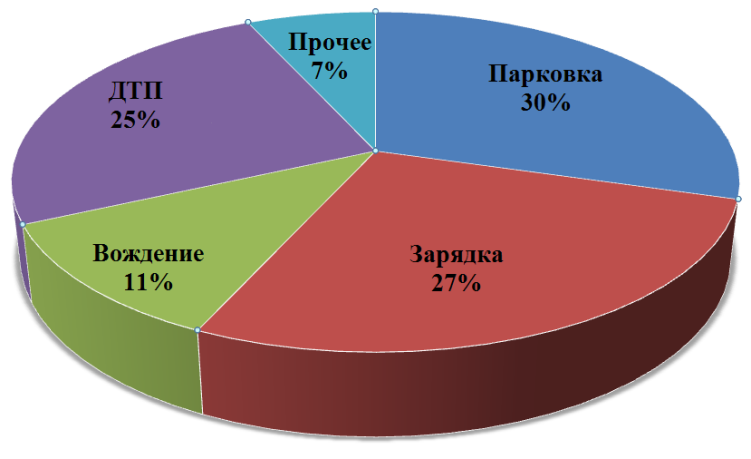 Прочее
7%
Парковка
30%
ДТП
25%
Вождение
11%
Зарядка
27%